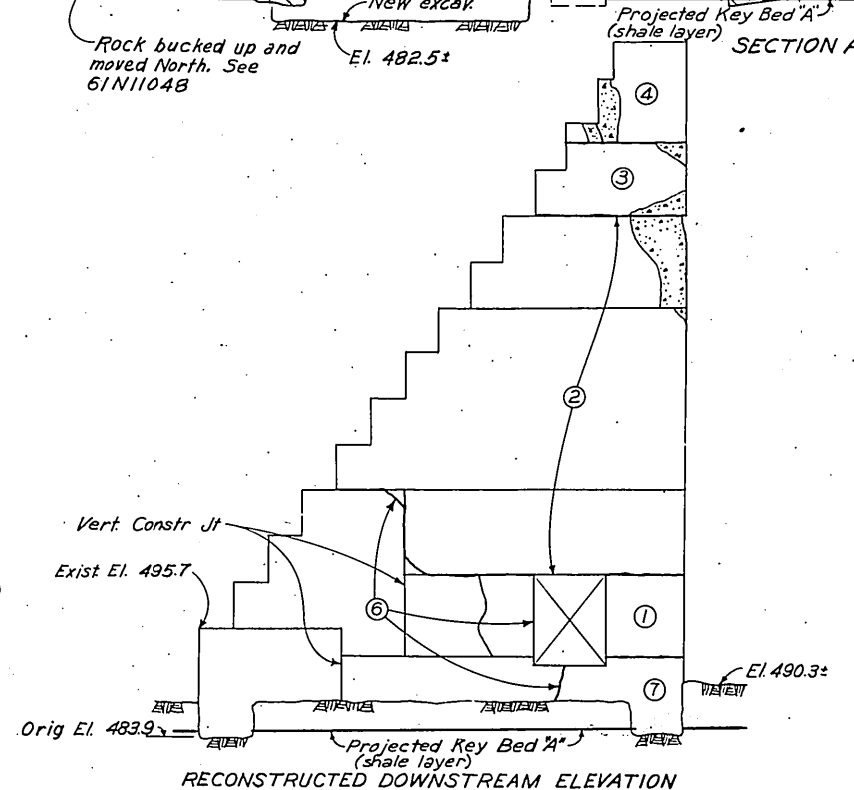 New excav.
El. 482.5±
Rock bucked up and
moved North. See
61N11048
Projected Key Bed "A"
(shale layer)
SECTION A
4
3
2
Vert. Constr Jt
Exist. El. 495.7
6
1
7
El. 490.3±
Orig El. 483.9
Projected Key Bed "A"
(shale layer)
RECONSTRUCTED DOWNSTREAM ELEVATION